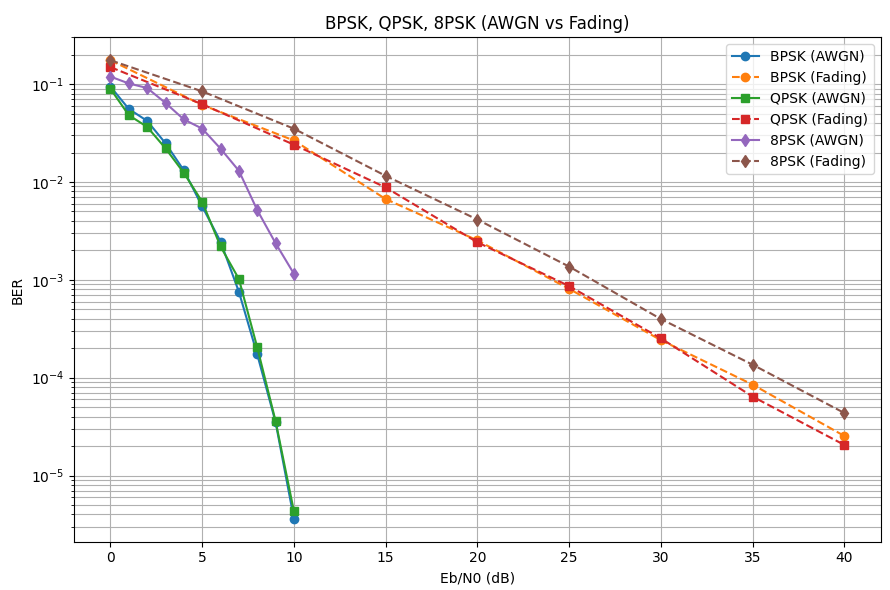 BPSK, QPSK, 8PSK (AWGN vs Fading)
BPSK (AWGN)
BPSK (Fading)
QPSK (AWGN)
QPSK (Fading)
8PSK (AWGN)
8PSK (Fading)
BER
10⁻¹
10⁻²
10⁻³
10⁻⁴
10⁻⁵
0 5 10 15 20 25 30 35 40
Eb/N0 (dB)